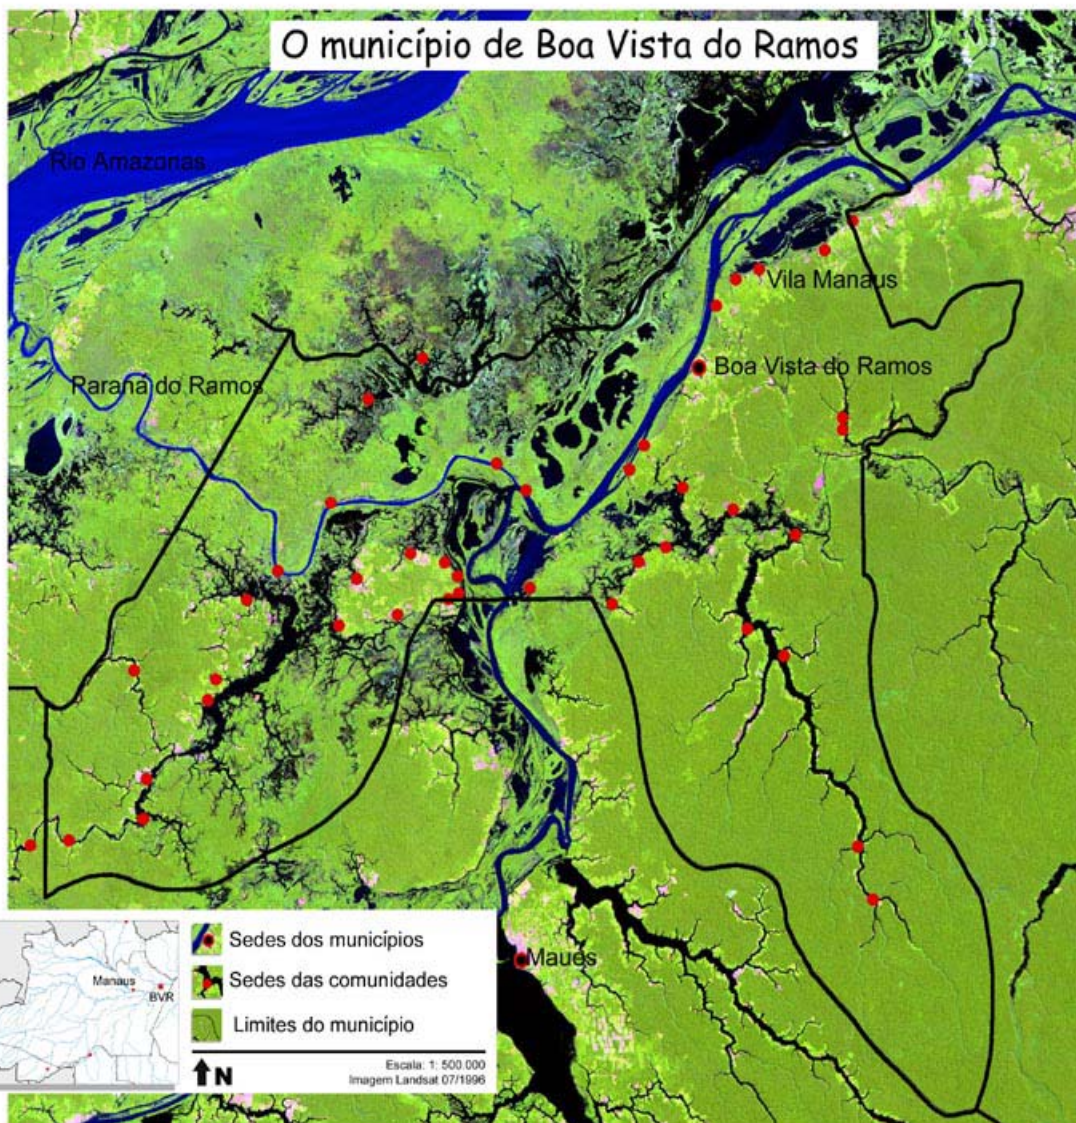 O município de Boa Vista do Ramos
Rio Amazonas
Vila Manaus
Boa Vista do Ramos
Paraná do Ramos
Maués
Manaus
BVR
Sedes dos municípios
Sedes das comunidades
Limites do município
N
Escala: 1: 500.000
Imagem Landsat 07/1996